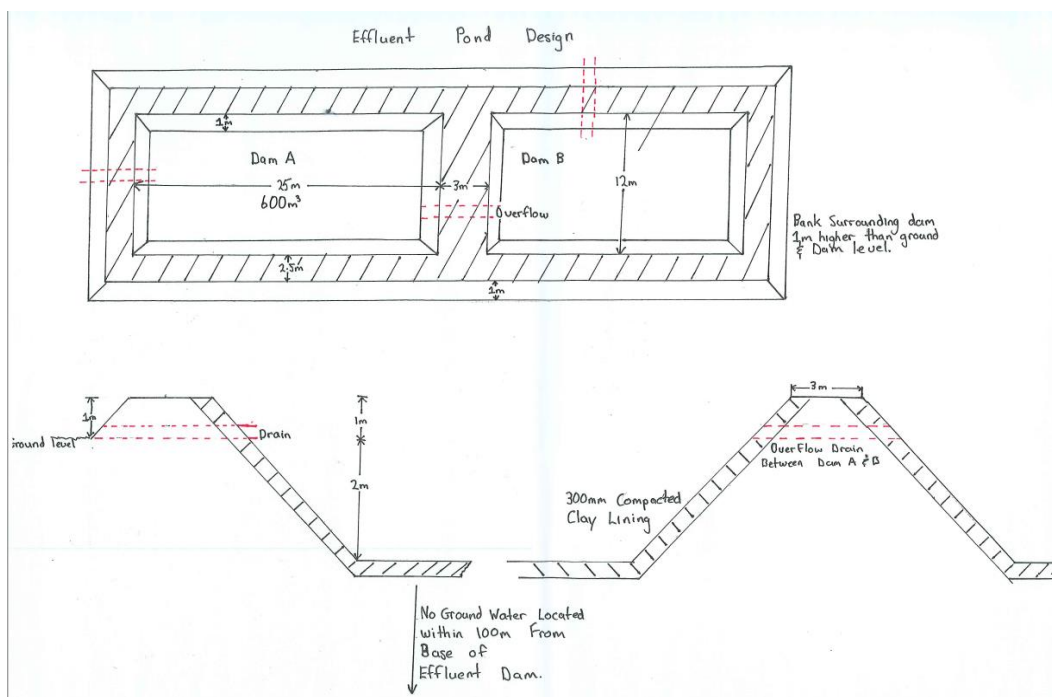 Effluent Pond Design
1m
Dam A
Dam B
25m
3m
12m
600m³
Overflow
Bank Surrounding dam
1m higher than ground
& Dam level.
2.5m
1m
3m
1m
1m
Ground level
Drain
OverFlow Drain
Between Dam A & B
2m
300mm Compacted
Clay Lining
No Ground Water Located
within 100m From
Base of
Effluent Dam.